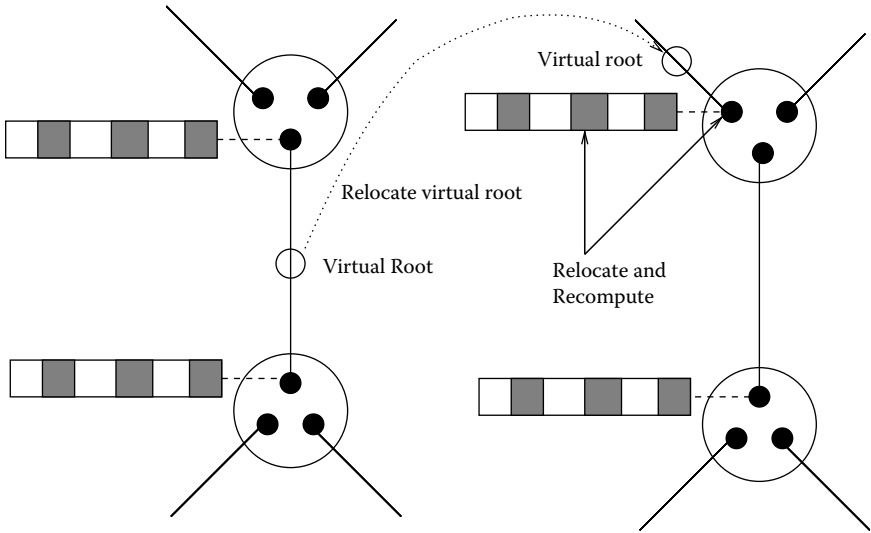 Virtual root
Relocate virtual root
Virtual Root
Relocate and
Recompute